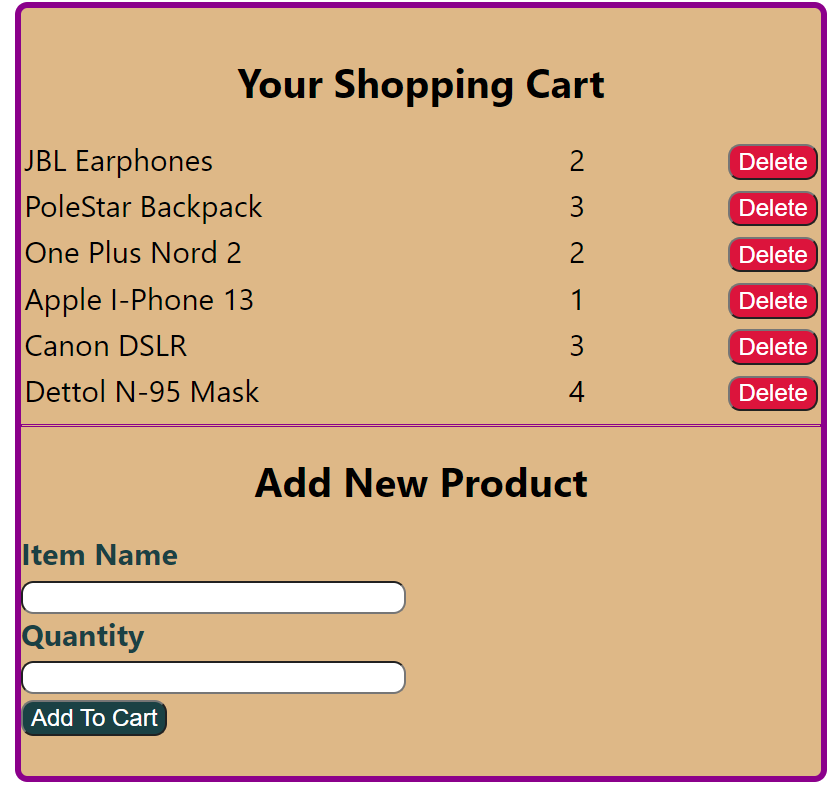 Your Shopping Cart
JBL Earphones 2 Delete
PoleStar Backpack 3 Delete
One Plus Nord 2 2 Delete
Apple I-Phone 13 1 Delete
Canon DSLR 3 Delete
Dettol N-95 Mask 4 Delete
Add New Product
Item Name
Quantity
Add To Cart